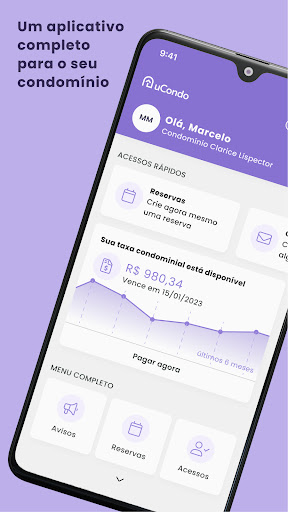 Um aplicativo
completo
para o seu
condomínio
9:41
uCondo
MM
Olá, Marcelo
Condomínio Clarice Lispector
ACESSOS RÁPIDOS
Reservas
Crie agora mesmo
uma reserva
Sua taxa condominial está disponível
R$ 980,34
Vence em 15/01/2023
últimos 6 meses
Pagar agora
MENU COMPLETO
Avisos
Reservas
Acessos